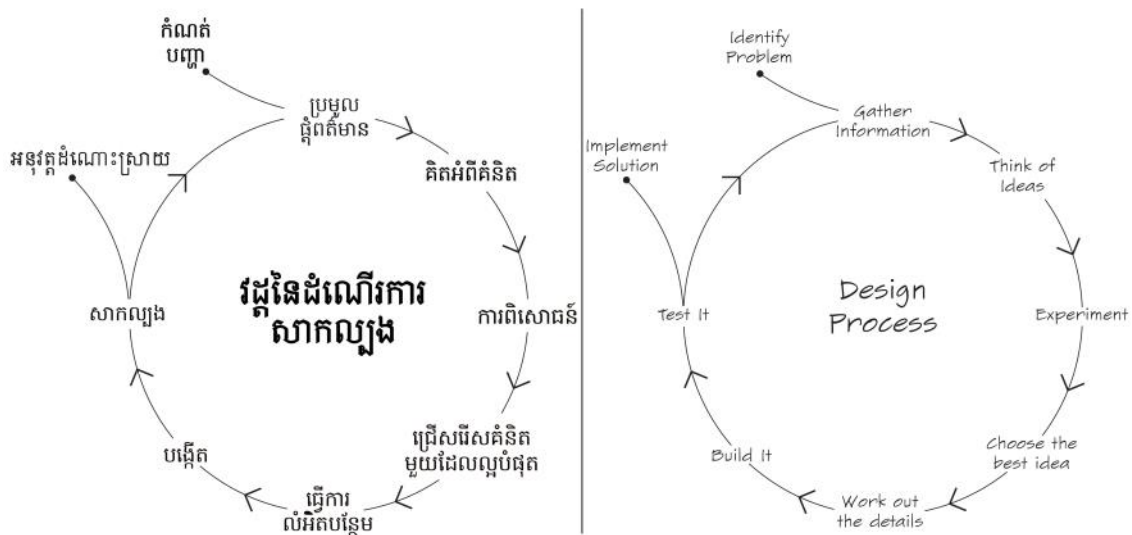 កំណត់
បញ្ហា
ប្រមូល
ផ្តុំពត៌មាន
អនុវត្តដំណោះស្រាយ
គិតអំពីគំនិត
វដ្តនៃដំណើរការ
សាកល្បង
សាកល្បង
ការពិសោធន៍
ជ្រើសរើសគំនិត
មួយដែលល្អបំផុត
បង្កើត
ធ្វើការ
លំអិតបន្ថែម
Identify
Problem
Gather
Information
Implement
Solution
Think of
Ideas
Design
Process
Test It
Experiment
Choose the
best idea
Build It
Work out
the details